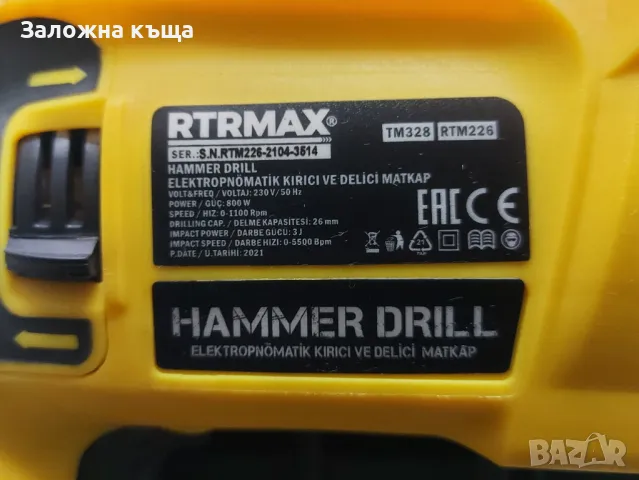 Заложна къща
RTRMAX®
TM328 RTM226
SER.: S.N.RTM226-2104-3514
HAMMER DRILL
ELEKTROPNÖMATİK KIRICI VE DELİCİ MATKAP
VOLT&FREQ / VOLTAJ: 230 V/ 50 Hz
POWER / GÜÇ: 800 W
SPEED / HIZ: 0-1100 Rpm
DRILLING CAP. / DELME KAPASİTESİ: 26 mm
IMPACT POWER / DARBE GÜCÜ: 3 J
IMPACT SPEED / DARBE HIZI: 0-5500 Bpm
P.DATE / Ü.TARİHİ: 2021
EAC CE
21
HAMMER DRILL
ELEKTROPNÖMATİK KIRICI VE DELİCİ MATKAP
BAZAR
bazar.bg